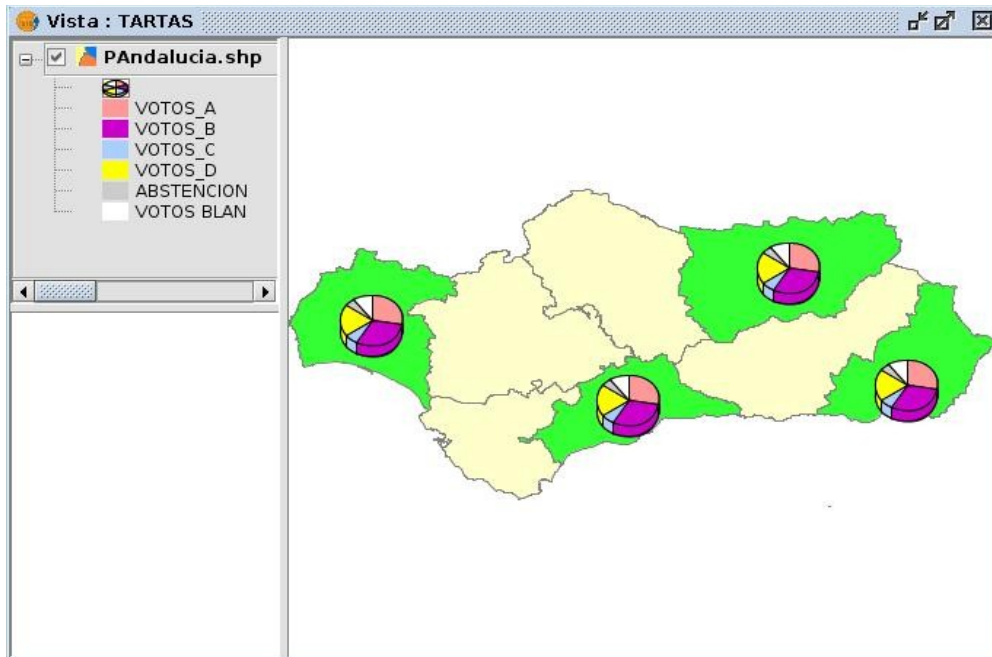 Vista : TARTAS
PAndalucia.shp
VOTOS_A
VOTOS_B
VOTOS_C
VOTOS_D
ABSTENCION
VOTOS BLAN